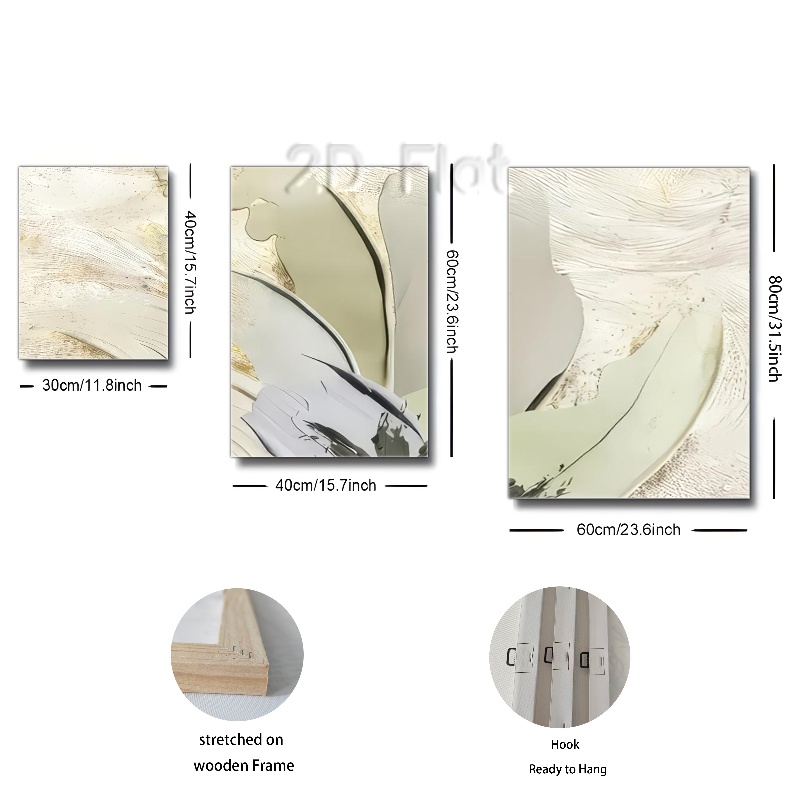 2D Flat
40cm/15.7inch
30cm/11.8inch
60cm/23.6inch
40cm/15.7inch
80cm/31.5inch
60cm/23.6inch
stretched on
wooden Frame
Hook
Ready to Hang